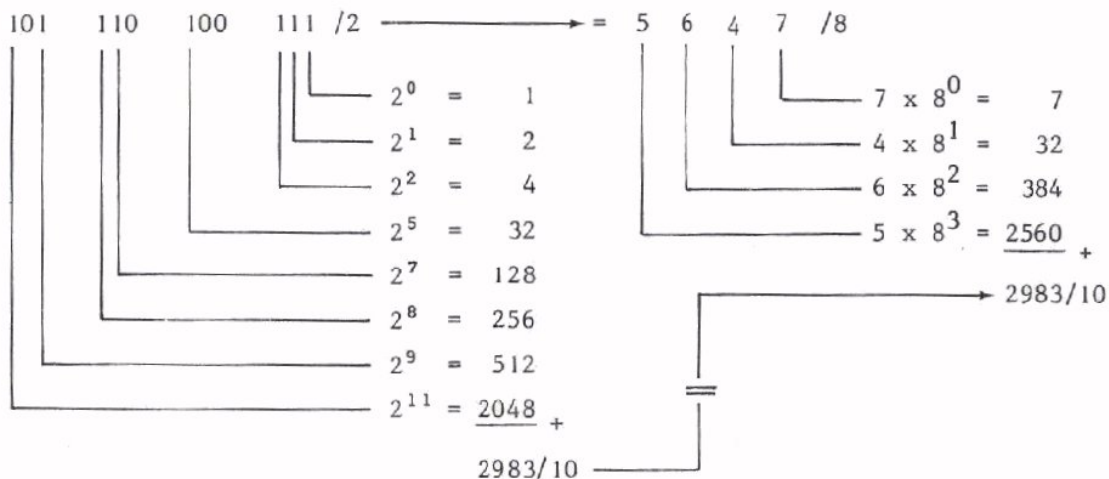 101 110 100 111 /2 = 5 6 4 7 /8
2⁰ = 1
2¹ = 2
2² = 4
2⁵ = 32
2⁷ = 128
2⁸ = 256
2⁹ = 512
2¹¹ = 2048 +
2983/10
7 x 8⁰ = 7
4 x 8¹ = 32
6 x 8² = 384
5 x 8³ = 2560 +
2983/10
=